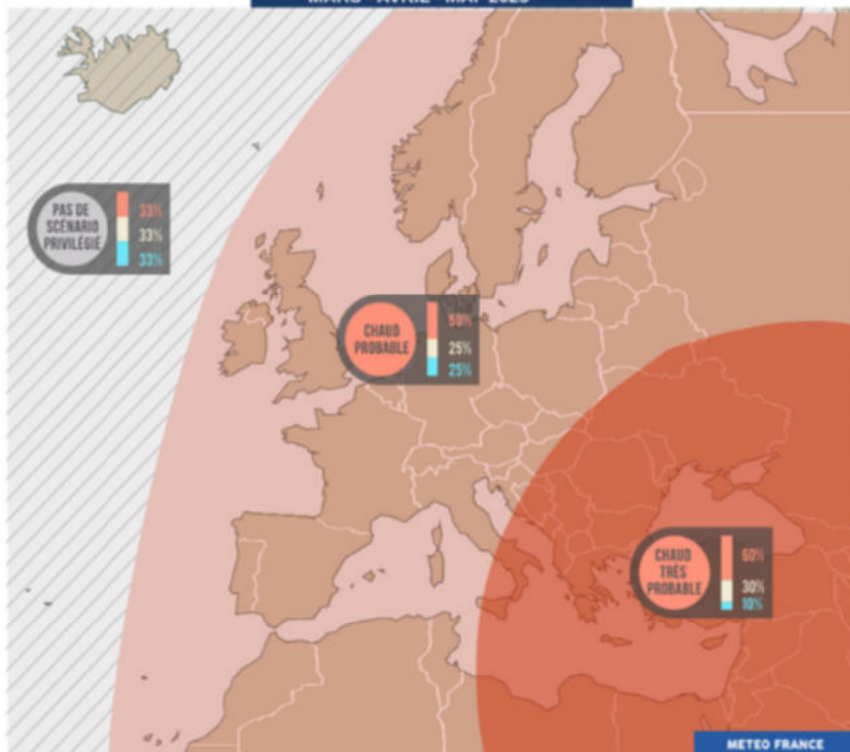 PAS DE
SCÉNARIO
PRIVILÉGIÉ
33%
33%
33%
CHAUD
PROBABLE
50%
25%
25%
CHAUD
TRÈS
PROBABLE
60%
30%
10%
METEO FRANCE